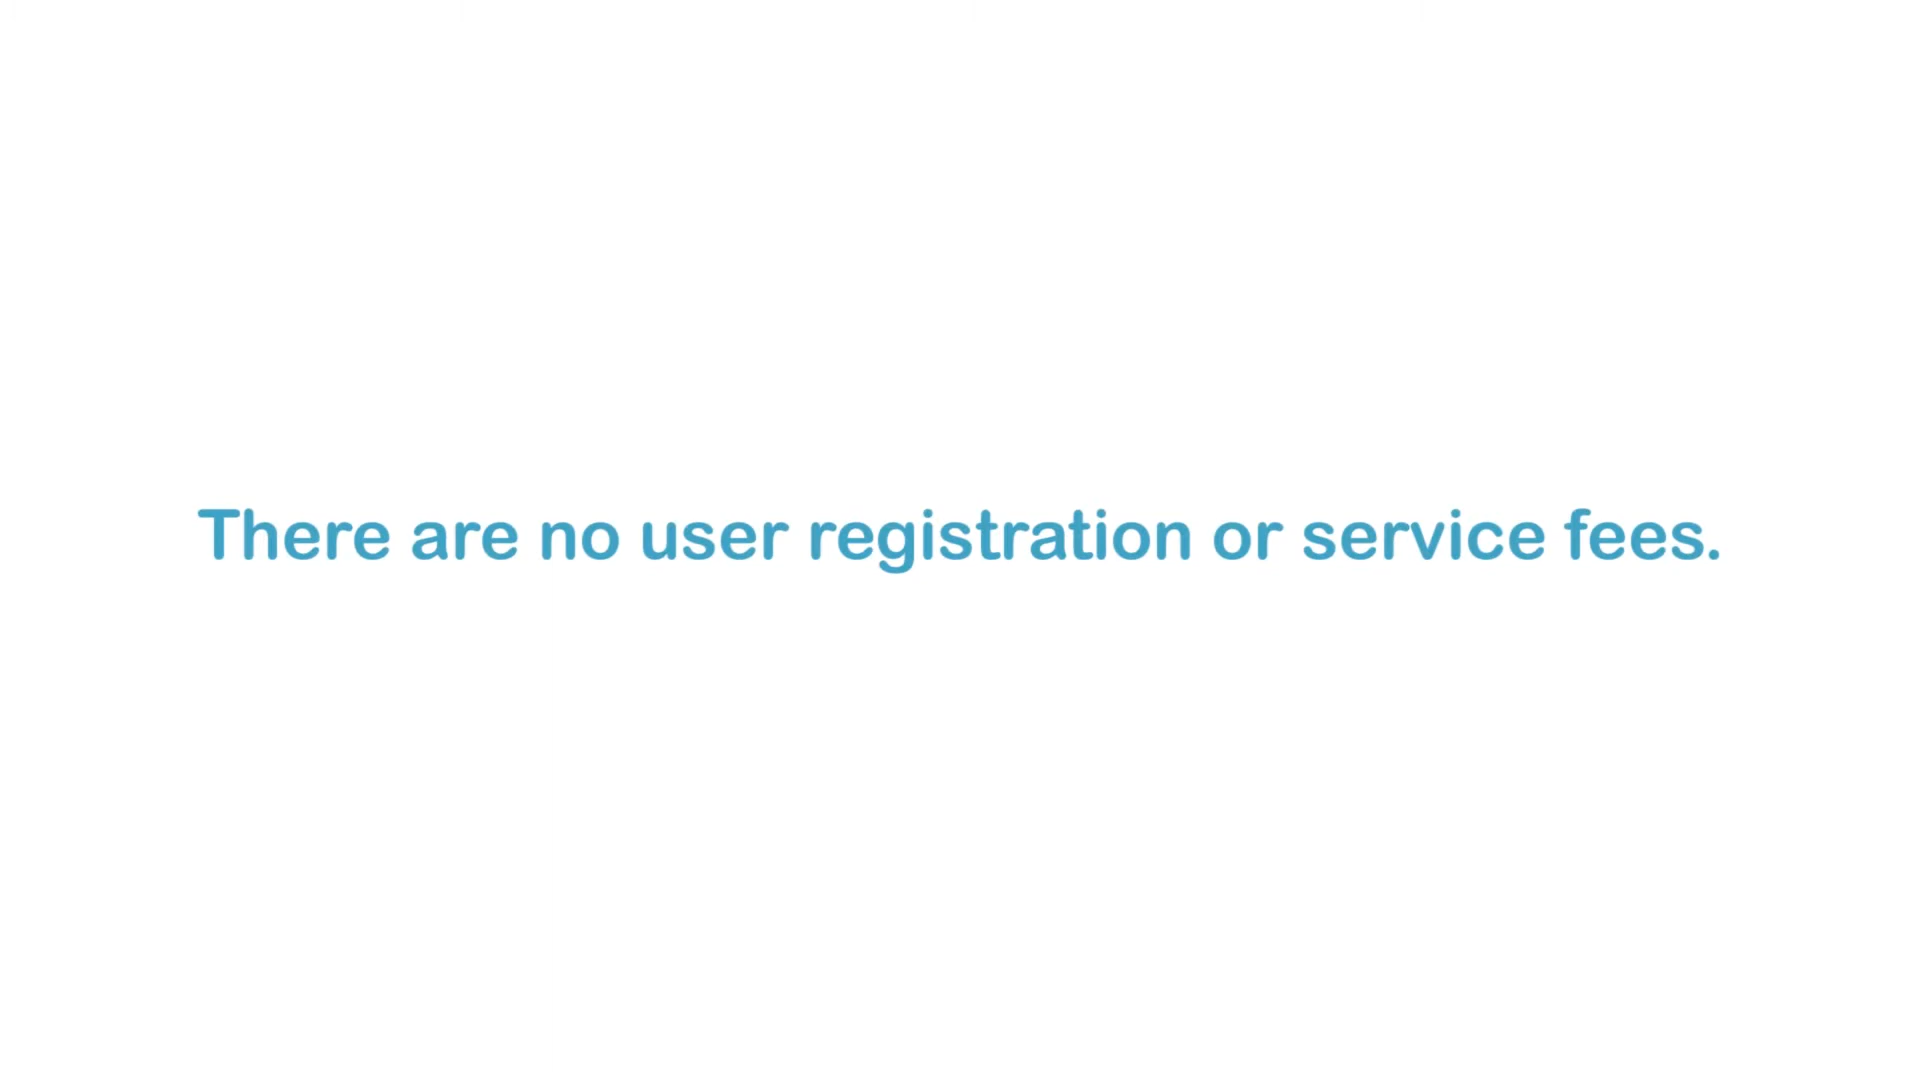 There are no user registration or service fees.